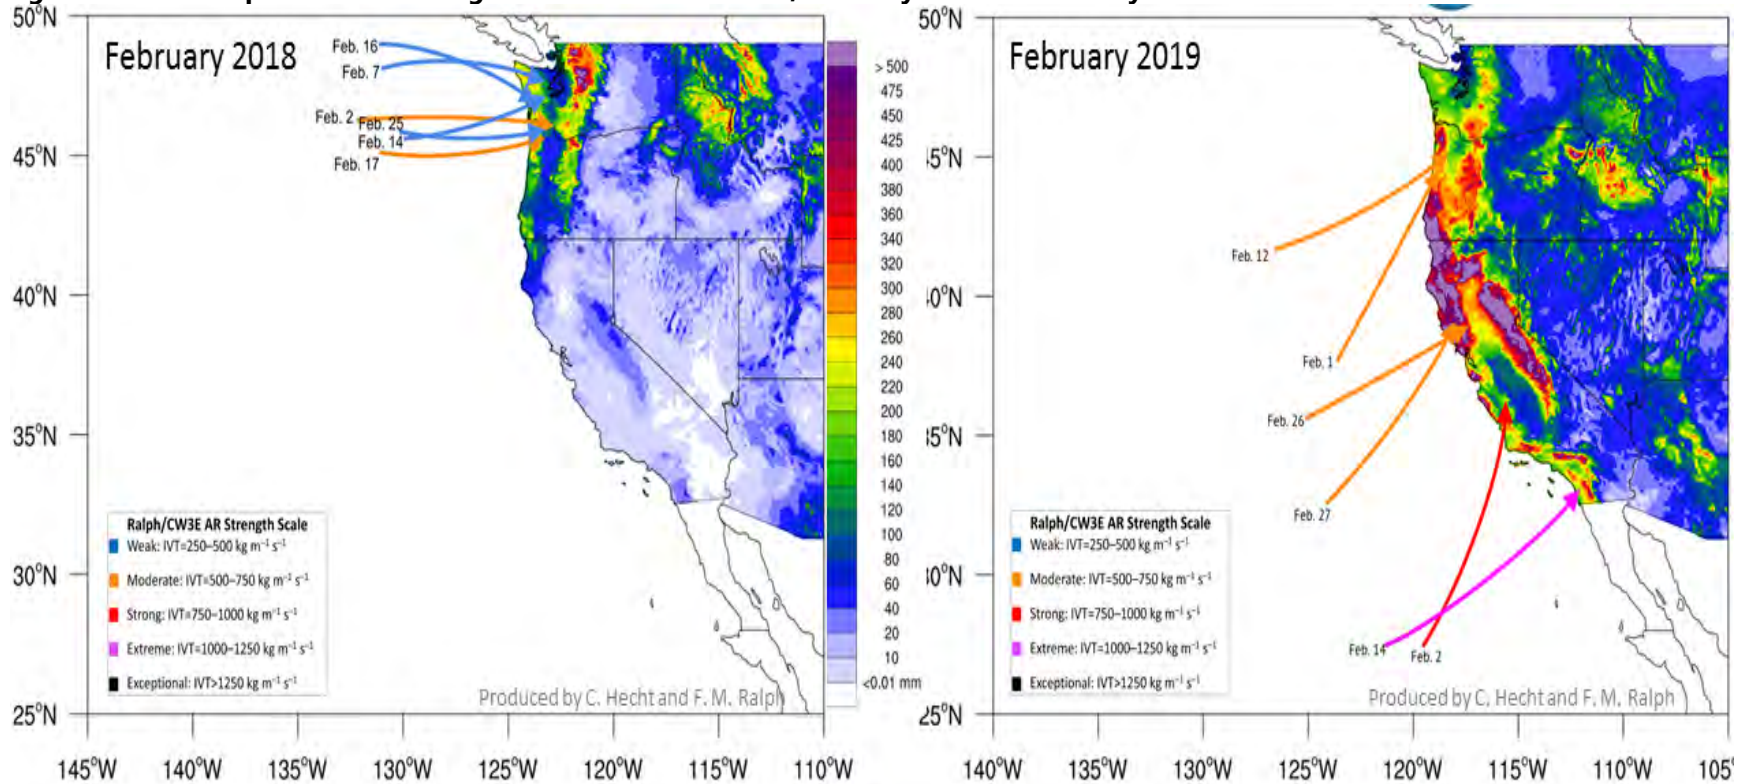 February 2018
50°N
45°N
40°N
35°N
30°N
25°N
145°W 140°W 135°W 130°W 125°W 120°W 115°W 110°W
Feb. 16
Feb. 7
Feb. 2
Feb. 25
Feb. 14
Feb. 17
Ralph/CW3E AR Strength Scale
Weak: IVT=250–500 kg m⁻¹ s⁻¹
Moderate: IVT=500–750 kg m⁻¹ s⁻¹
Strong: IVT=750–1000 kg m⁻¹ s⁻¹
Extreme: IVT=1000–1250 kg m⁻¹ s⁻¹
Exceptional: IVT>1250 kg m⁻¹ s⁻¹
Produced by C. Hecht and F. M. Ralph
> 500
475
450
425
400
380
360
340
320
300
280
260
240
220
200
180
160
140
120
100
80
60
40
20
10
<0.01 mm
February 2019
50°N
45°N
40°N
35°N
30°N
25°N
140°W 135°W 130°W 125°W 120°W 115°W 110°W 105°
Feb. 12
Feb. 1
Feb. 26
Feb. 27
Feb. 14
Feb. 2
Ralph/CW3E AR Strength Scale
Weak: IVT=250–500 kg m⁻¹ s⁻¹
Moderate: IVT=500–750 kg m⁻¹ s⁻¹
Strong: IVT=750–1000 kg m⁻¹ s⁻¹
Extreme: IVT=1000–1250 kg m⁻¹ s⁻¹
Exceptional: IVT>1250 kg m⁻¹ s⁻¹
Produced by C. Hecht and F. M. Ralph